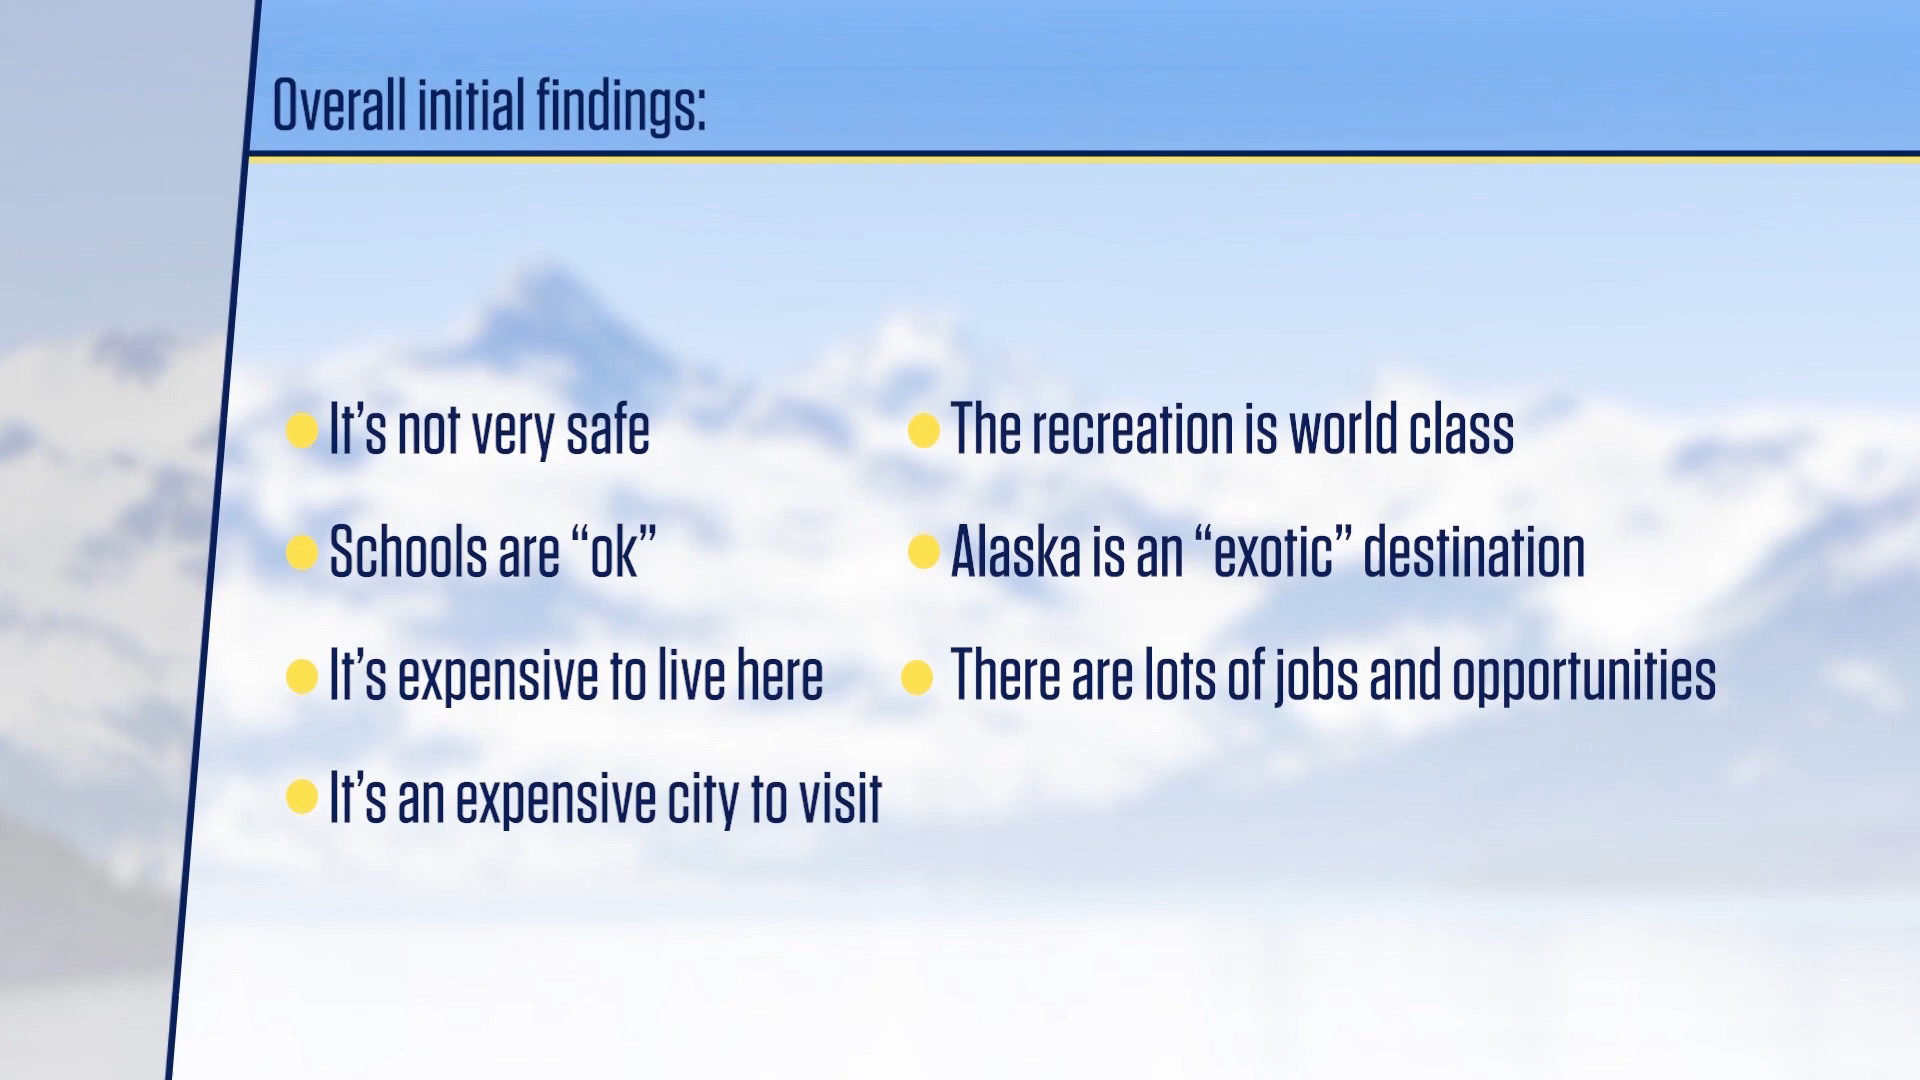 Overall initial findings:
It’s not very safe
Schools are “ok”
It’s expensive to live here
It’s an expensive city to visit
The recreation is world class
Alaska is an “exotic” destination
There are lots of jobs and opportunities